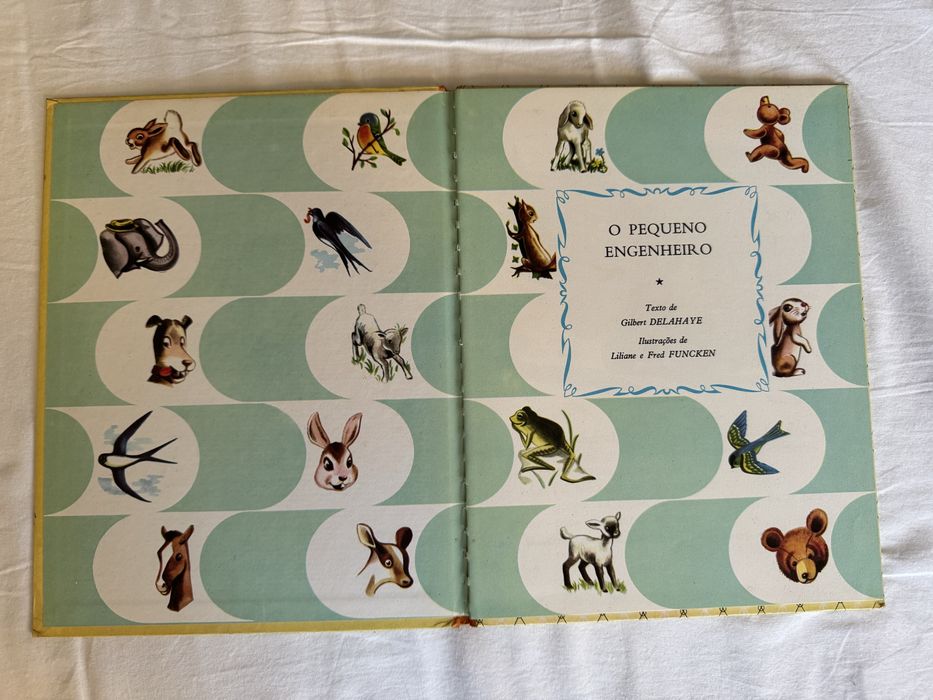 O PEQUENO
ENGENHEIRO
★
Texto de
Gilbert DELAHAYE
Ilustrações de
Liliane e Fred FUNCKEN